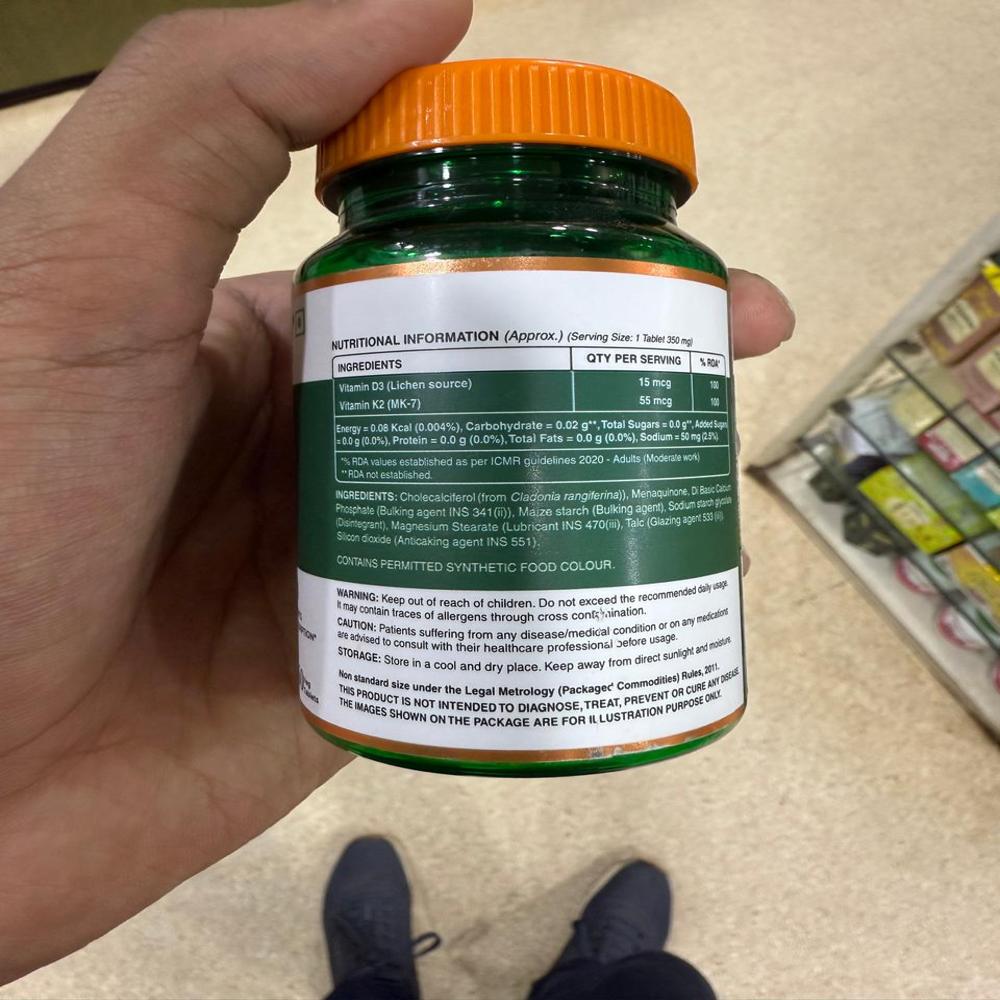 NUTRITIONAL INFORMATION (Approx.) (Serving Size: 1 Tablet 350 mg)
INGREDIENTS QTY PER SERVING % RDA*
Vitamin D3 (Lichen source) 15 mcg 100
Vitamin K2 (MK-7) 55 mcg 100
Energy = 0.08 Kcal (0.004%), Carbohydrate = 0.02 g**, Total Sugars = 0.0 g**, Added Sugars
= 0.0 g (0.0%), Protein = 0.0 g (0.0%), Total Fats = 0.0 g (0.0%), Sodium = 50 mg (2.5%).
*% RDA values established as per ICMR guidelines 2020 - Adults (Moderate work)
** RDA not established.
INGREDIENTS: Cholecalciferol (from Cladonia rangiferina)), Menaquinone, Di Basic Calcium
Phosphate (Bulking agent INS 341(ii)), Maize starch (Bulking agent), Sodium starch glycolate
(Disintegrant), Magnesium Stearate (Lubricant INS 470(iii), Talc (Glazing agent 533 (iii),
Silicon dioxide (Anticaking agent INS 551).
CONTAINS PERMITTED SYNTHETIC FOOD COLOUR.
WARNING: Keep out of reach of children. Do not exceed the recommended daily usage.
It may contain traces of allergens through cross contamination.
CAUTION: Patients suffering from any disease/medical condition or on any medications
are advised to consult with their healthcare professional before usage.
STORAGE: Store in a cool and dry place. Keep away from direct sunlight and moisture.
Non standard size under the Legal Metrology (Packaged Commodities) Rules, 2011.
THIS PRODUCT IS NOT INTENDED TO DIAGNOSE, TREAT, PREVENT OR CURE ANY DISEASE
THE IMAGES SHOWN ON THE PACKAGE ARE FOR ILLUSTRATION PURPOSE ONLY.